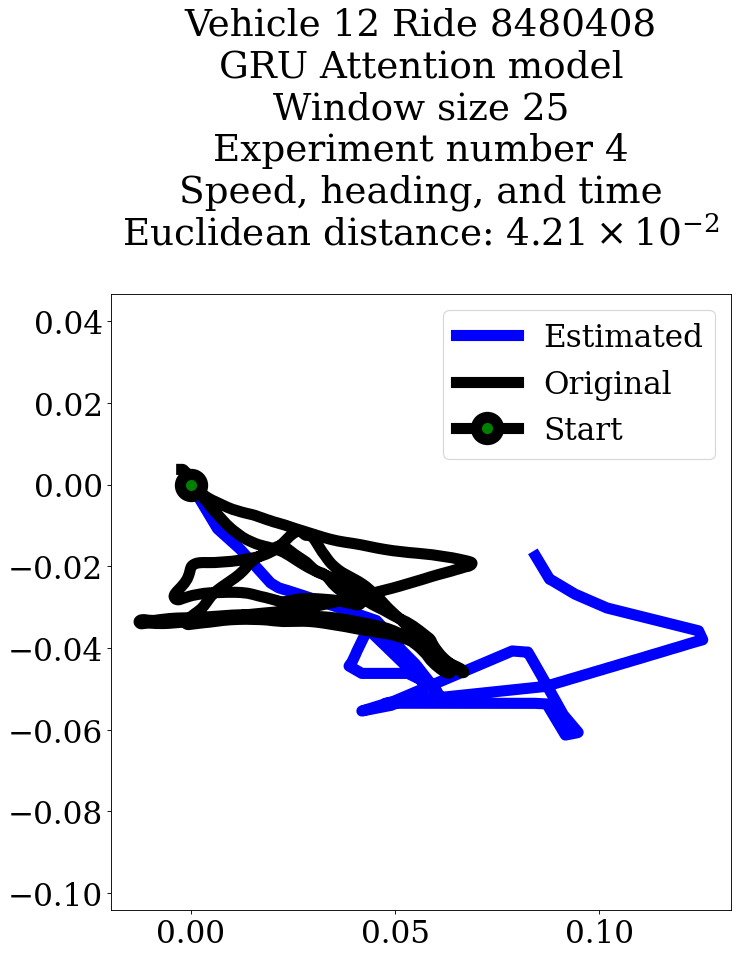 Vehicle 12 Ride 8480408
GRU Attention model
Window size 25
Experiment number 4
Speed, heading, and time
Euclidean distance: 4.21 × 10⁻²
Estimated
Original
Start
0.04
0.02
0.00
−0.02
−0.04
−0.06
−0.08
−0.10
0.00 0.05 0.10